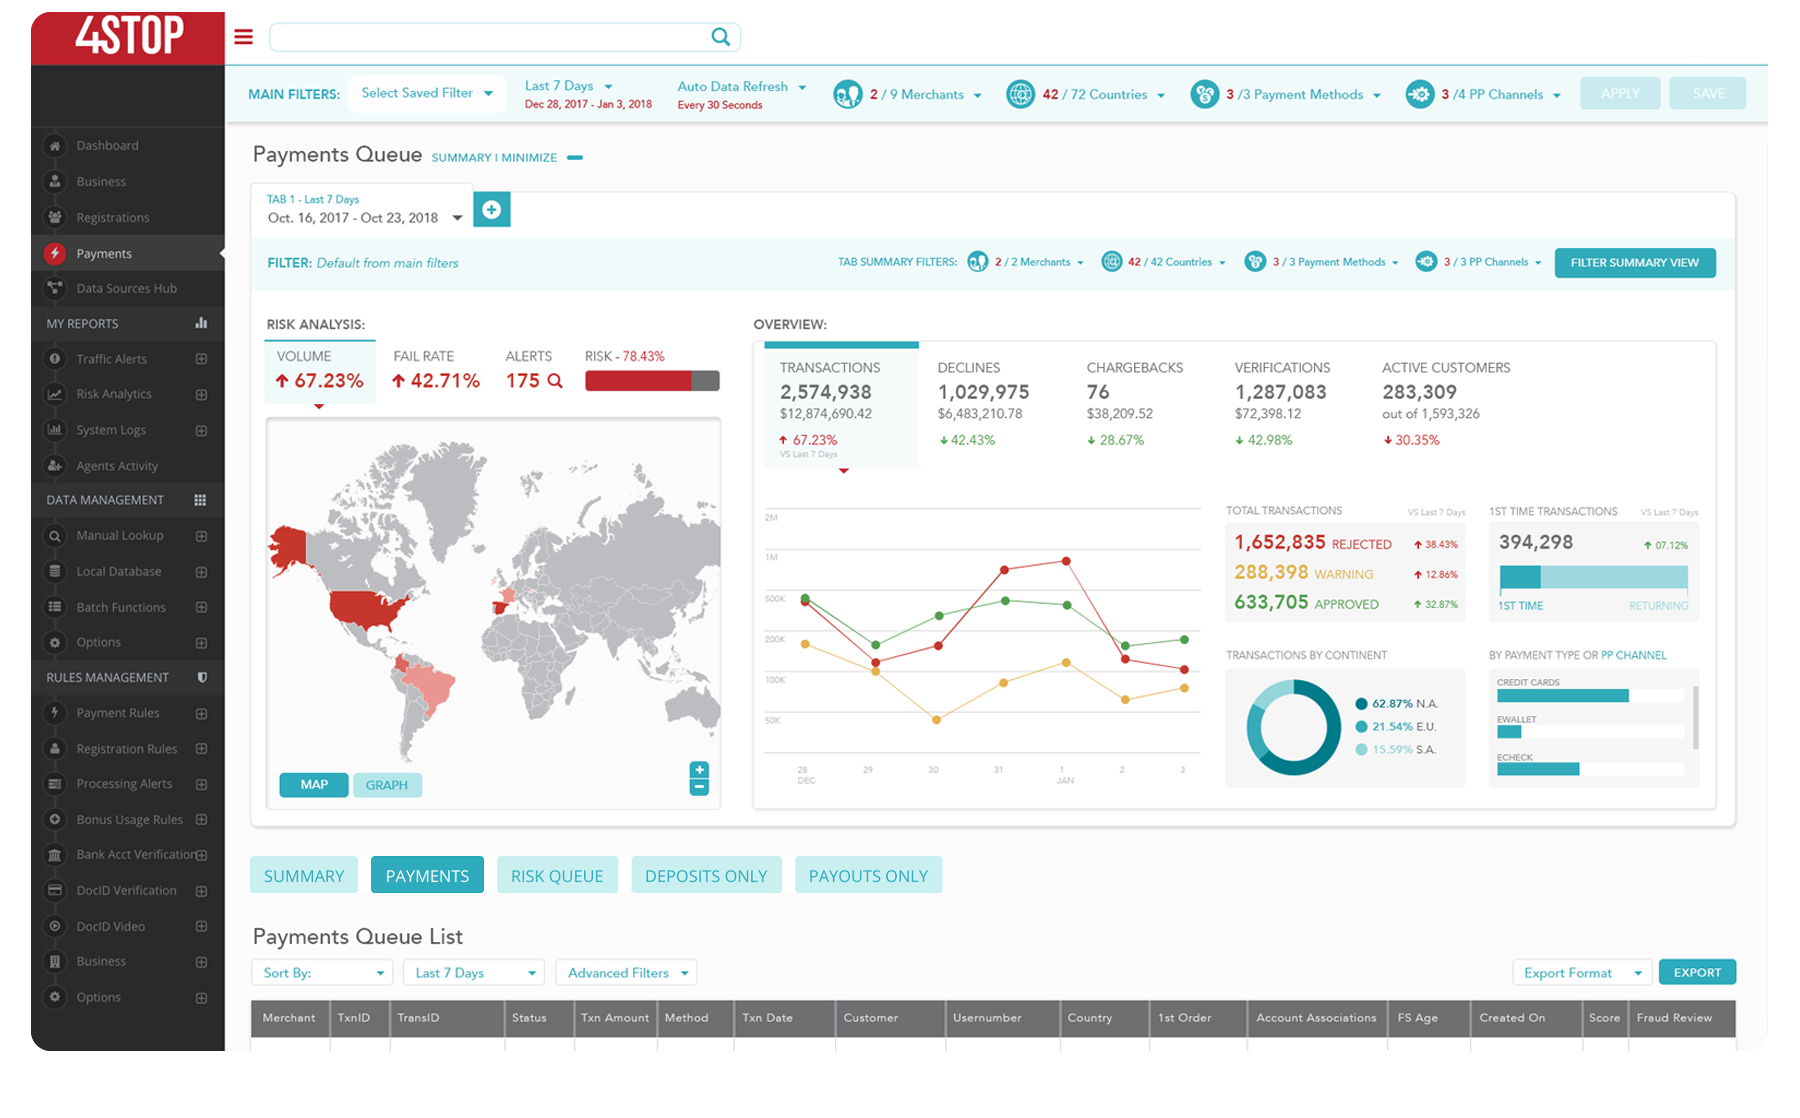 4STOP
MAIN FILTERS:
Select Saved Filter
Last 7 Days
Dec 28, 2017 - Jan 3, 2018
Auto Data Refresh
Every 30 Seconds
2 / 9 Merchants
42 / 72 Countries
3 /3 Payment Methods
3 /4 PP Channels
APPLY
SAVE
Dashboard
Business
Registrations
Payments
Data Sources Hub
MY REPORTS
Traffic Alerts
Risk Analytics
System Logs
Agents Activity
DATA MANAGEMENT
Manual Lookup
Local Database
Batch Functions
Options
RULES MANAGEMENT
Payment Rules
Registration Rules
Processing Alerts
Bonus Usage Rules
Bank Acct Verification
DocID Verification
DocID Video
Business
Options
Payments Queue SUMMARY I MINIMIZE
TAB 1 - Last 7 Days
Oct. 16, 2017 - Oct 23, 2018
FILTER: Default from main filters
TAB SUMMARY FILTERS: 2 / 2 Merchants 42 / 42 Countries 3 / 3 Payment Methods 3 / 3 PP Channels
FILTER SUMMARY VIEW
RISK ANALYSIS:
VOLUME
67.23%
FAIL RATE
42.71%
ALERTS
175
RISK - 78.43%
MAP
GRAPH
OVERVIEW:
TRANSACTIONS
2,574,938
$12,874,690.42
67.23%
VS Last 7 Days
DECLINES
1,029,975
$6,483,210.78
42.43%
CHARGEBACKS
76
$38,209.52
28.67%
VERIFICATIONS
1,287,083
$72,398.12
42.98%
ACTIVE CUSTOMERS
283,309
out of 1,593,326
30.35%
2M
1M
500K
200K
100K
50K
28 29 30 31 1 2 3
DEC JAN
TOTAL TRANSACTIONS VS Last 7 Days
1,652,835 REJECTED 38.43%
288,398 WARNING 12.86%
633,705 APPROVED 32.87%
1ST TIME TRANSACTIONS VS Last 7 Days
394,298 07.12%
1ST TIME RETURNING
TRANSACTIONS BY CONTINENT
62.87% N.A.
21.54% E.U.
15.59% S.A.
BY PAYMENT TYPE OR PP CHANNEL
CREDIT CARDS
EWALLET
ECHECK
SUMMARY
PAYMENTS
RISK QUEUE
DEPOSITS ONLY
PAYOUTS ONLY
Payments Queue List
Sort By:
Last 7 Days
Advanced Filters
Export Format
EXPORT
Merchant TxnID TransID Status Txn Amount Method Txn Date Customer Usernumber Country 1st Order Account Associations FS Age Created On Score Fraud Review